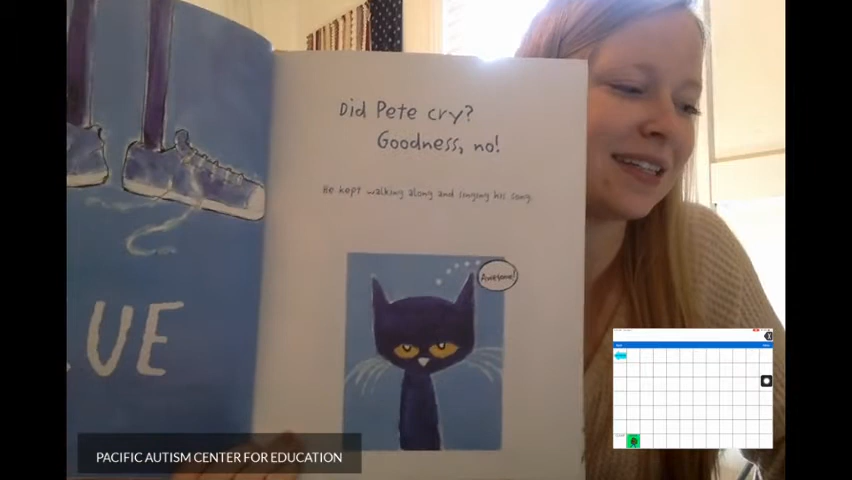 Did Pete cry?
Goodness, no!
He kept walking along and singing his song.
Awesome!
UE
PACIFIC AUTISM CENTER FOR EDUCATION